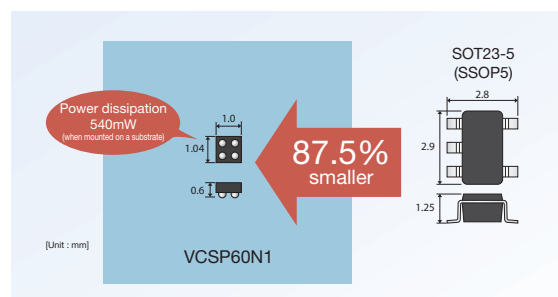 SOT23-5
(SSOP5)
2.8
2.9
1.25
Power dissipation
540mW
(when mounted on a substrate)
1.0
1.04
0.6
87.5%
smaller
[Unit : mm]
VCSP60N1